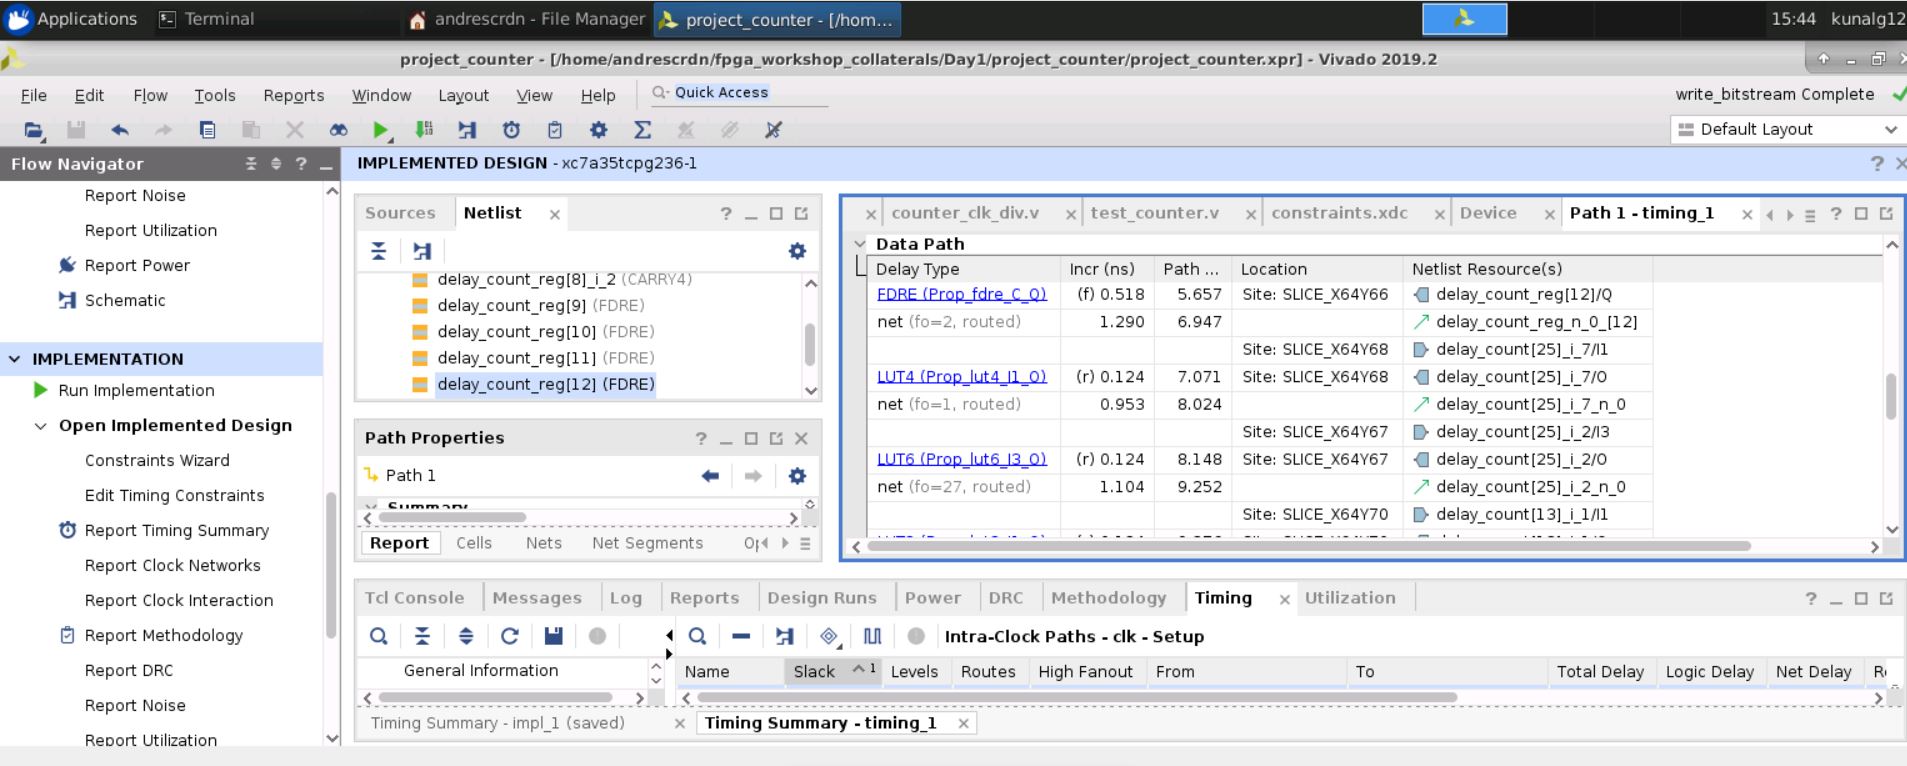 Applications Terminal andrescrdn - File Manager project_counter - [/hom... 15:44 kunalg12
project_counter - [/home/andrescrdn/fpga_workshop_collaterals/Day1/project_counter/project_counter.xpr] - Vivado 2019.2
File Edit Flow Tools Reports Window Layout View Help Quick Access write_bitstream Complete
Default Layout
Flow Navigator
Report Noise
Report Utilization
Report Power
Schematic
IMPLEMENTATION
Run Implementation
Open Implemented Design
Constraints Wizard
Edit Timing Constraints
Report Timing Summary
Report Clock Networks
Report Clock Interaction
Report Methodology
Report DRC
Report Noise
Report Utilization
IMPLEMENTED DESIGN - xc7a35tcpg236-1
Sources Netlist
delay_count_reg[8]_i_2 (CARRY4)
delay_count_reg[9] (FDRE)
delay_count_reg[10] (FDRE)
delay_count_reg[11] (FDRE)
delay_count_reg[12] (FDRE)
Path Properties
Path 1
Summary
Report Cells Nets Net Segments
counter_clk_div.v test_counter.v constraints.xdc Device Path 1 - timing_1
Data Path
Delay Type Incr (ns) Path ... Location Netlist Resource(s)
FDRE (Prop_fdre_C_Q) (f) 0.518 5.657 Site: SLICE_X64Y66 delay_count_reg[12]/Q
net (fo=2, routed) 1.290 6.947 delay_count_reg_n_0_[12]
Site: SLICE_X64Y68 delay_count[25]_i_7/I1
LUT4 (Prop_lut4_I1_O) (r) 0.124 7.071 Site: SLICE_X64Y68 delay_count[25]_i_7/O
net (fo=1, routed) 0.953 8.024 delay_count[25]_i_7_n_0
Site: SLICE_X64Y67 delay_count[25]_i_2/I3
LUT6 (Prop_lut6_I3_O) (r) 0.124 8.148 Site: SLICE_X64Y67 delay_count[25]_i_2/O
net (fo=27, routed) 1.104 9.252 delay_count[25]_i_2_n_0
Site: SLICE_X64Y70 delay_count[13]_i_1/I1
Tcl Console Messages Log Reports Design Runs Power DRC Methodology Timing Utilization
Intra-Clock Paths - clk - Setup
General Information
Name Slack 1 Levels Routes High Fanout From To Total Delay Logic Delay Net Delay
Timing Summary - impl_1 (saved) Timing Summary - timing_1